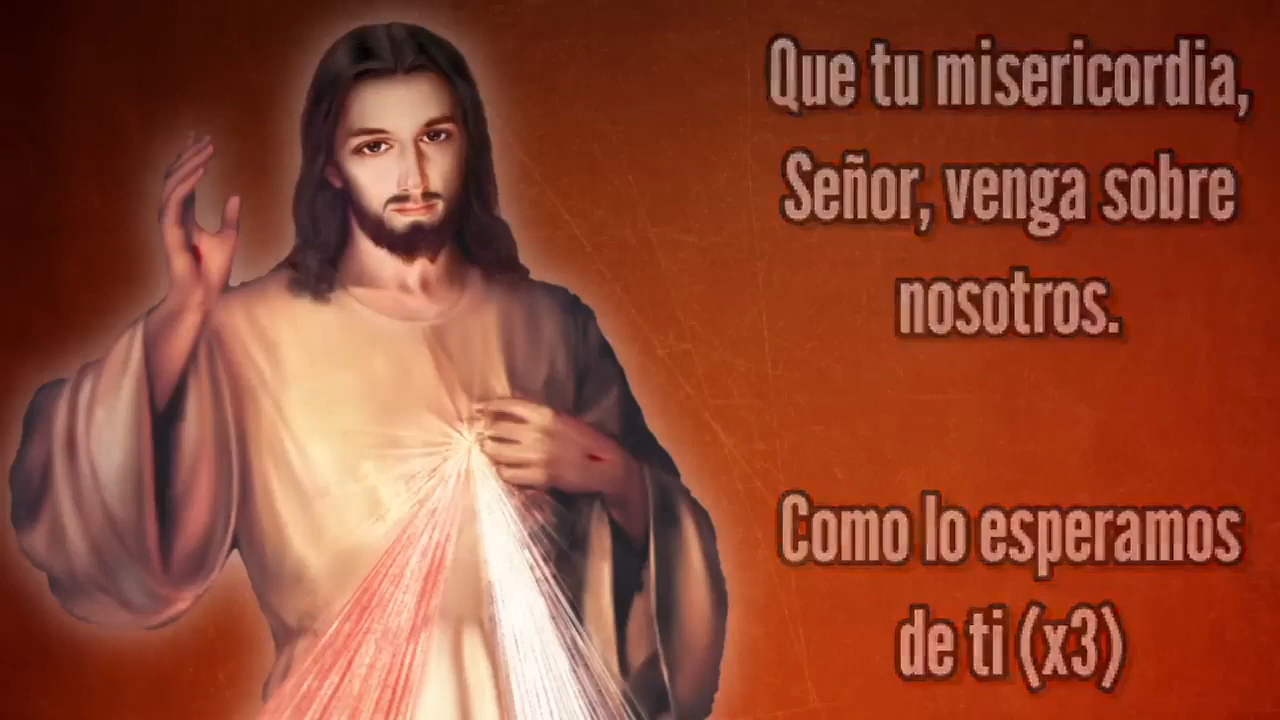 Que tu misericordia,
Señor, venga sobre
nosotros.
Como lo esperamos
de ti (x3)